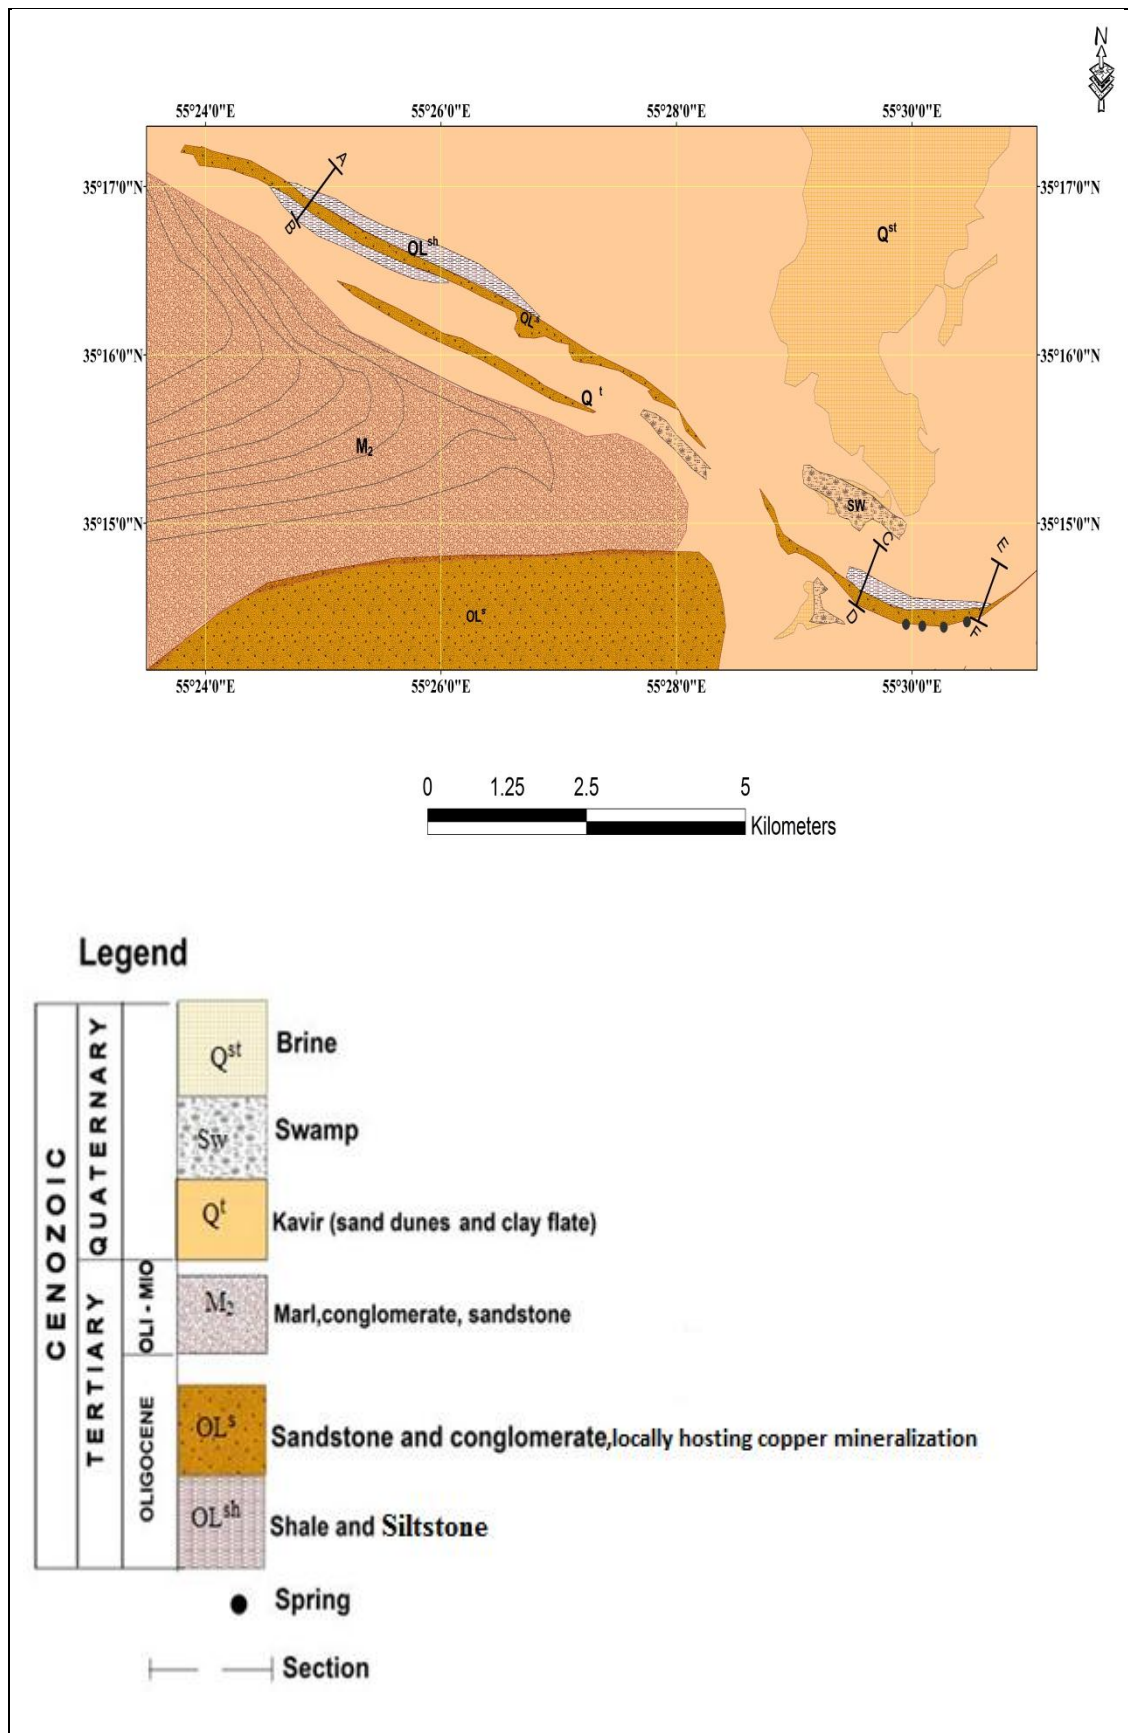 N
55°24'0"E 55°26'0"E 55°28'0"E 55°30'0"E
35°17'0"N 35°17'0"N
A
B
OL^sh
Q^st
OL^s
35°16'0"N 35°16'0"N
Q^t
M₂
SW
35°15'0"N 35°15'0"N
C
E
D
F
OL^s
55°24'0"E 55°26'0"E 55°28'0"E 55°30'0"E
0 1.25 2.5 5
Kilometers
Legend
CENOZOIC
QUATERNARY
TERTIARY
OLI - MIO
OLIGOCENE
Q^st Brine
Sw Swamp
Q^t Kavir (sand dunes and clay flate)
M₂ Marl,conglomerate, sandstone
OL^s Sandstone and conglomerate,locally hosting copper mineralization
OL^sh Shale and Siltstone
Spring
Section